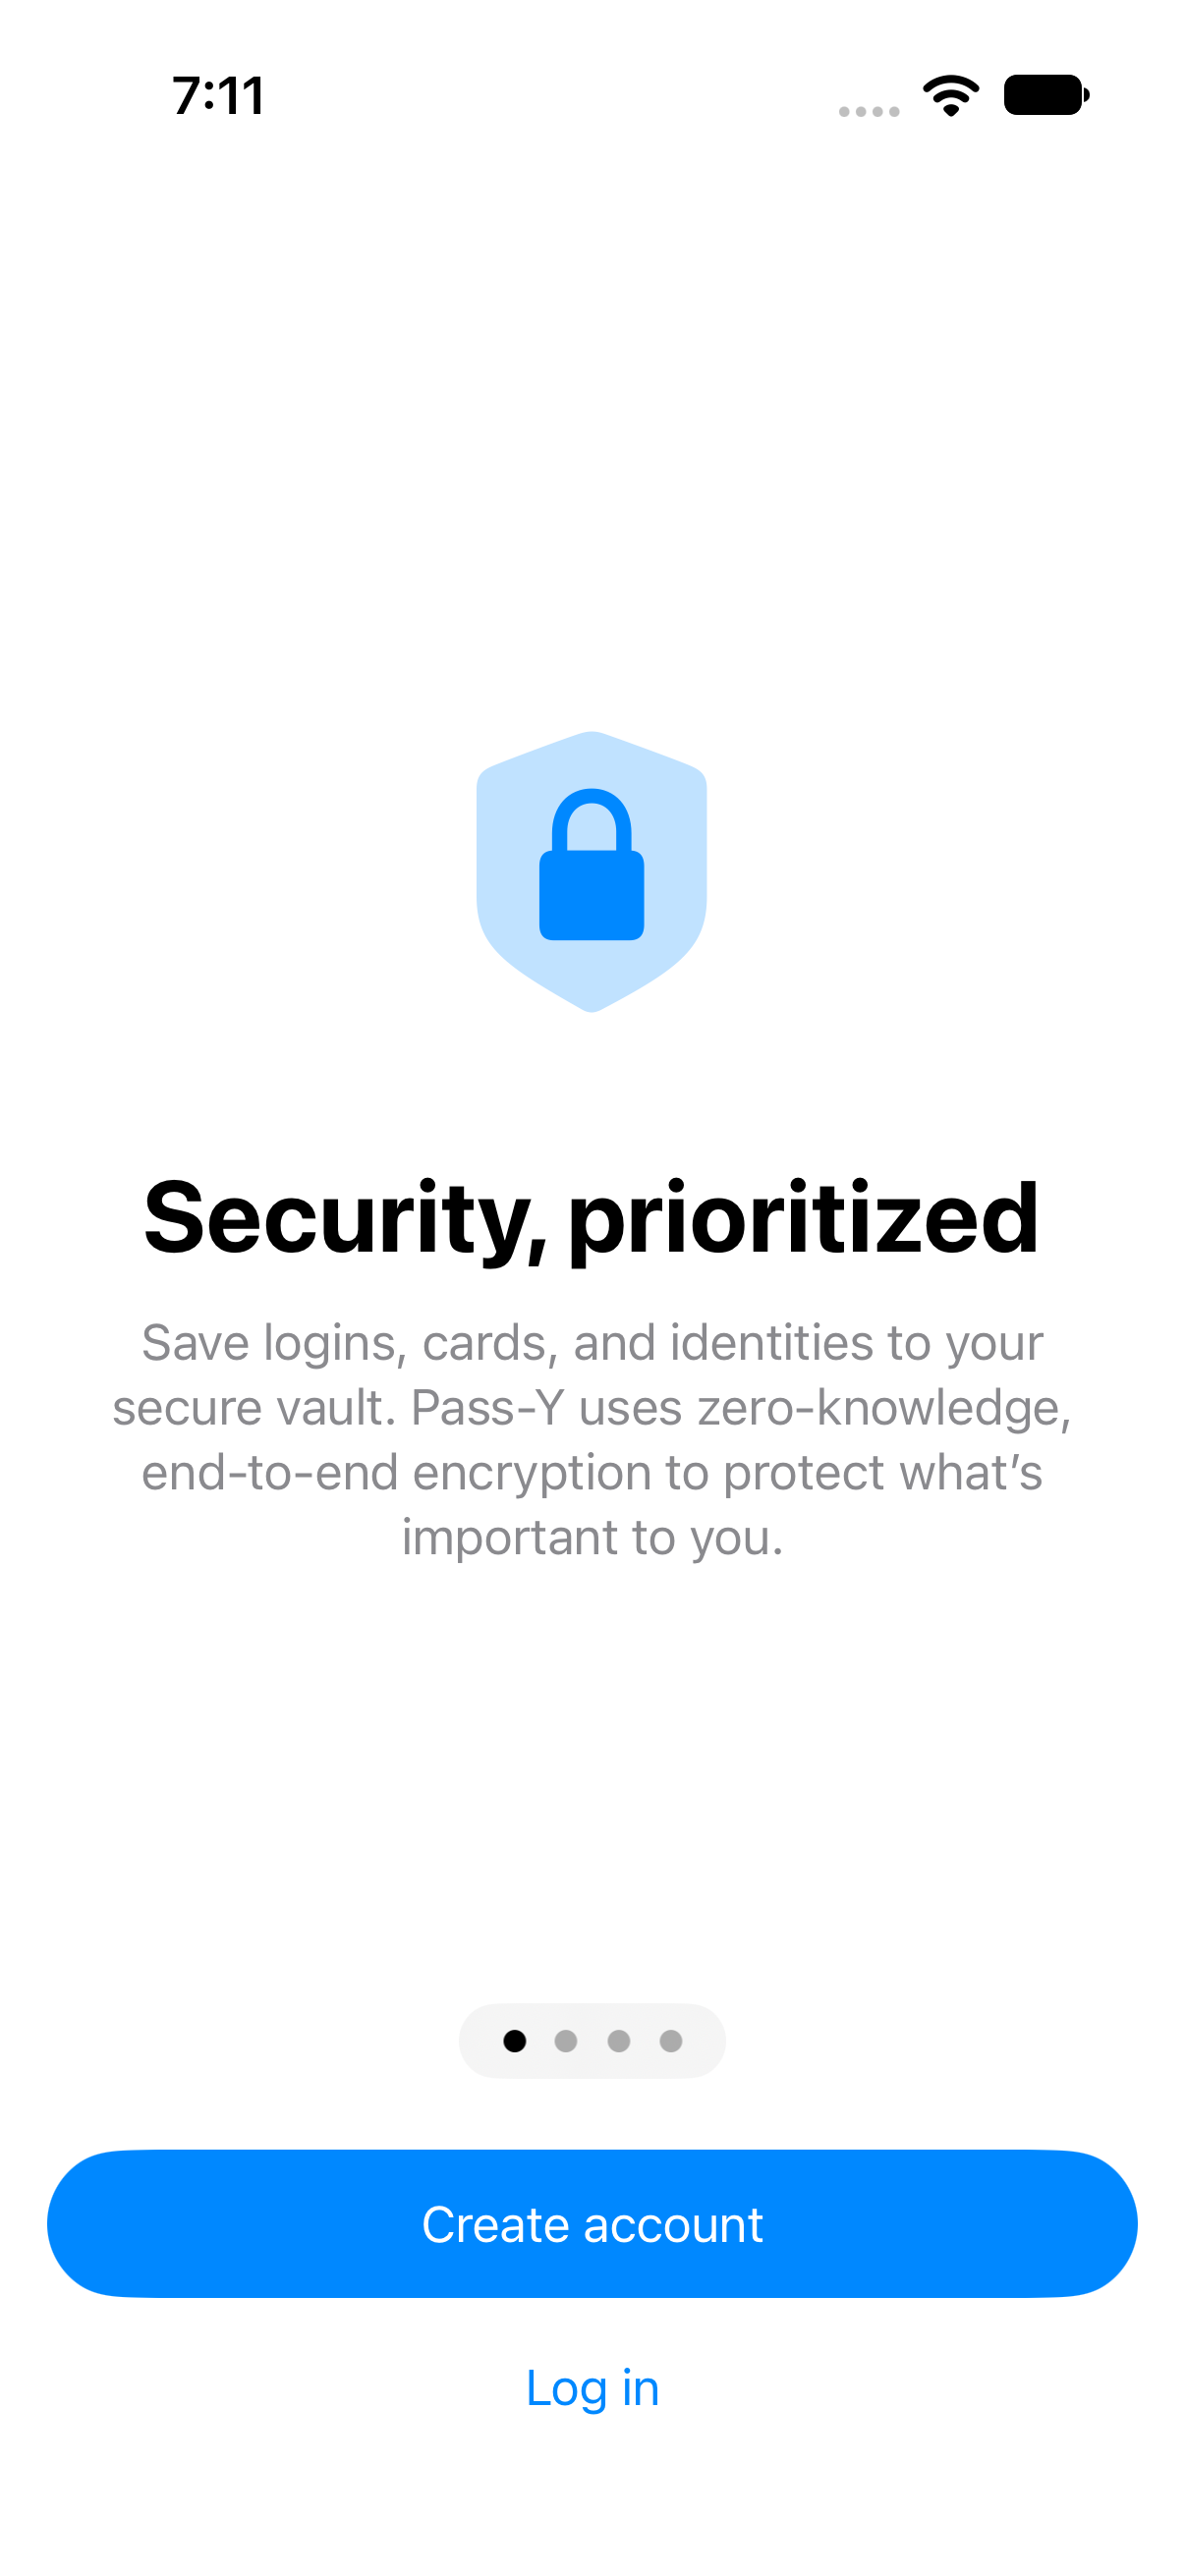 7:11
Security, prioritized
Save logins, cards, and identities to your
secure vault. Pass-Y uses zero-knowledge,
end-to-end encryption to protect what’s
important to you.
Create account
Log in